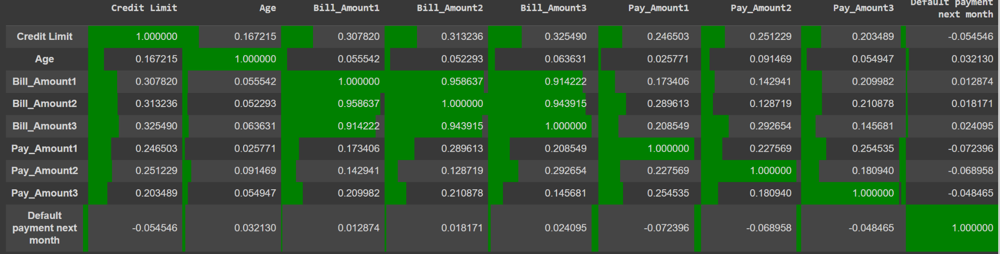 Credit Limit Age Bill_Amount1 Bill_Amount2 Bill_Amount3 Pay_Amount1 Pay_Amount2 Pay_Amount3 Default payment
next month
Credit Limit 1.000000 0.167215 0.307820 0.313236 0.325490 0.246503 0.251229 0.203489 -0.054546
Age 0.167215 1.000000 0.055542 0.052293 0.063631 0.025771 0.091469 0.054947 0.032130
Bill_Amount1 0.307820 0.055542 1.000000 0.958637 0.914222 0.173406 0.142941 0.209982 0.012874
Bill_Amount2 0.313236 0.052293 0.958637 1.000000 0.943915 0.289613 0.128719 0.210878 0.018171
Bill_Amount3 0.325490 0.063631 0.914222 0.943915 1.000000 0.208549 0.292654 0.145681 0.024095
Pay_Amount1 0.246503 0.025771 0.173406 0.289613 0.208549 1.000000 0.227569 0.254535 -0.072396
Pay_Amount2 0.251229 0.091469 0.142941 0.128719 0.292654 0.227569 1.000000 0.180940 -0.068958
Pay_Amount3 0.203489 0.054947 0.209982 0.210878 0.145681 0.254535 0.180940 1.000000 -0.048465
Default
payment next -0.054546 0.032130 0.012874 0.018171 0.024095 -0.072396 -0.068958 -0.048465 1.000000
month